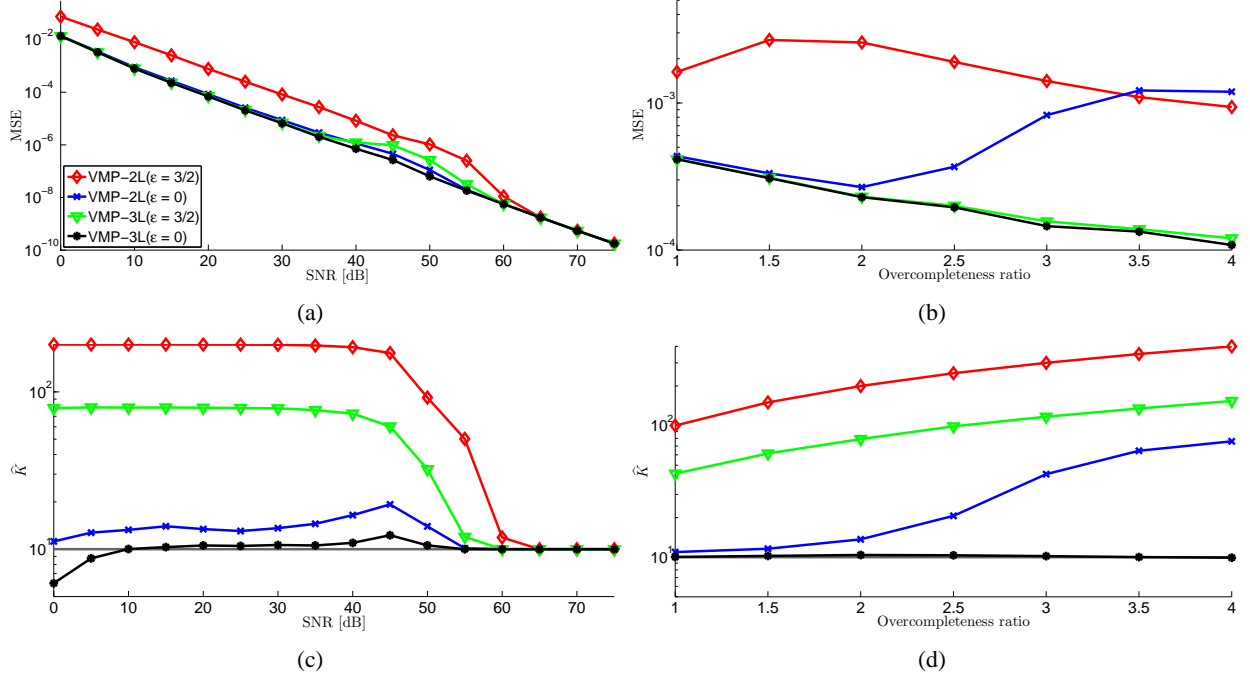 10^{-2}
10^{-4}
10^{-6}
10^{-8}
10^{-10}
MSE
VMP−2L(ε = 3/2)
VMP−2L(ε = 0)
VMP−3L(ε = 3/2)
VMP−3L(ε = 0)
0 10 20 30 40 50 60 70
SNR [dB]
(a)
10^{-3}
10^{-4}
MSE
1 1.5 2 2.5 3 3.5 4
Overcompleteness ratio
(b)
10^{2}
10^{1}
K̂
0 10 20 30 40 50 60 70
SNR [dB]
(c)
10^{2}
10^{1}
K̂
1 1.5 2 2.5 3 3.5 4
Overcompleteness ratio
(d)